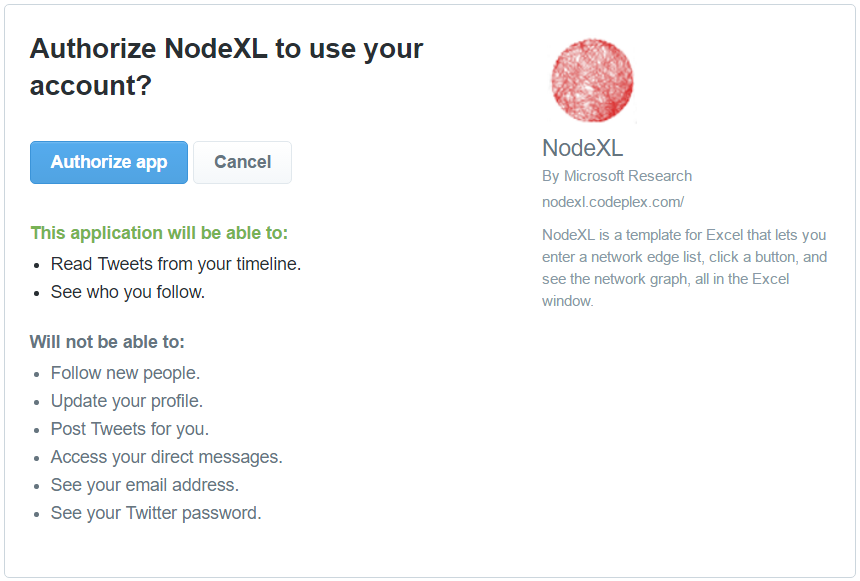 Authorize NodeXL to use your
account?
Authorize app
Cancel
This application will be able to:
• Read Tweets from your timeline.
• See who you follow.
Will not be able to:
• Follow new people.
• Update your profile.
• Post Tweets for you.
• Access your direct messages.
• See your email address.
• See your Twitter password.
NodeXL
By Microsoft Research
nodexl.codeplex.com/
NodeXL is a template for Excel that lets you
enter a network edge list, click a button, and
see the network graph, all in the Excel
window.